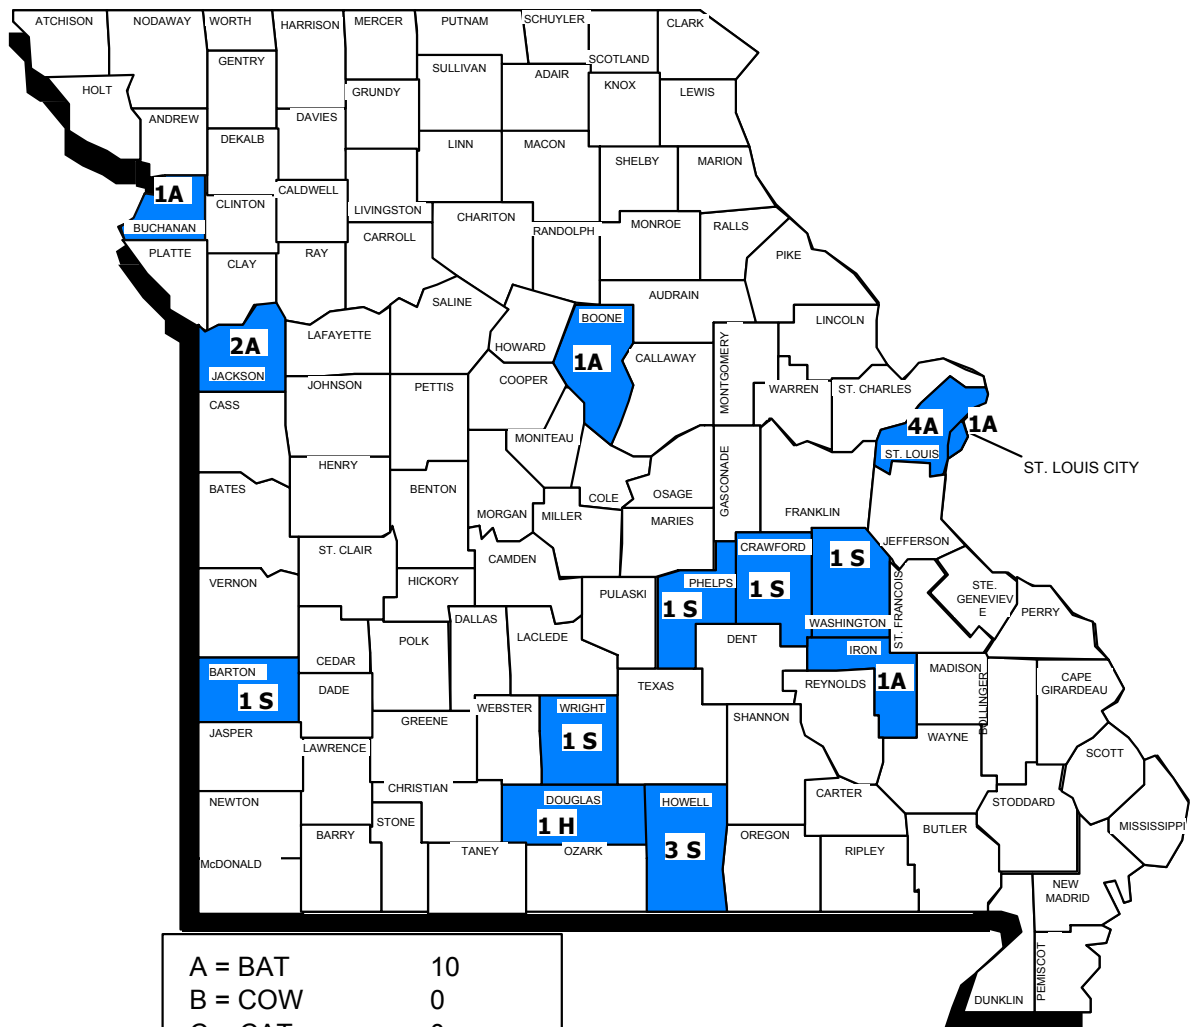 ATCHISON
NODAWAY
WORTH
HARRISON
MERCER
PUTNAM
SCHUYLER
SCOTLAND
CLARK
HOLT
GENTRY
SULLIVAN
ADAIR
KNOX
LEWIS
GRUNDY
ANDREW
DAVIES
DEKALB
LINN
MACON
SHELBY
MARION
1A
BUCHANAN
CLINTON
CALDWELL
LIVINGSTON
CHARITON
RANDOLPH
MONROE
RALLS
PLATTE
CLAY
RAY
CARROLL
PIKE
AUDRAIN
SALINE
BOONE
1A
LINCOLN
2A
JACKSON
LAFAYETTE
HOWARD
CALLAWAY
MONTGOMERY
WARREN
ST. CHARLES
CASS
JOHNSON
PETTIS
COOPER
4A
ST. LOUIS
1A
ST. LOUIS CITY
MONITEAU
HENRY
BATES
BENTON
MORGAN
MILLER
COLE
OSAGE
GASCONADE
FRANKLIN
MARIES
JEFFERSON
ST. CLAIR
CAMDEN
CRAWFORD
1 S
1 S
WASHINGTON
VERNON
HICKORY
PULASKI
PHELPS
1 S
ST. FRANCOIS
STE.
GENEVIEV
E
PERRY
DALLAS
POLK
LACLEDE
DENT
IRON
1A
CEDAR
BARTON
1 S
DADE
TEXAS
REYNOLDS
MADISON
BOLLINGER
CAPE
GIRARDEAU
GREENE
WEBSTER
WRIGHT
1 S
SHANNON
JASPER
LAWRENCE
WAYNE
SCOTT
CHRISTIAN
NEWTON
DOUGLAS
1 H
HOWELL
3 S
CARTER
STODDARD
STONE
BARRY
OREGON
BUTLER
MISSISSIPPI
McDONALD
TANEY
OZARK
RIPLEY
NEW
MADRID
PEMISCOT
DUNKLIN
A = BAT 10
B = COW 0
C = CAT 0